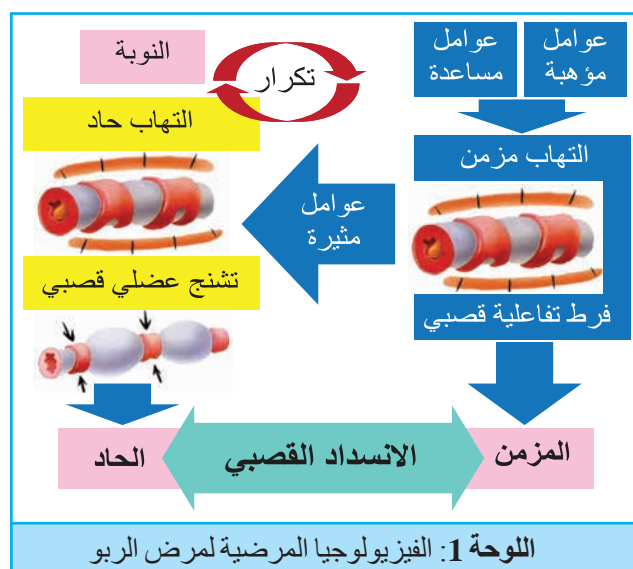 عوامل
مؤهبة
عوامل
مساعدة
تكرار
النوبة
التهاب مزمن
التهاب حاد
عوامل
مثيرة
فرط تفاعلية قصبي
تشنج عضلي قصبي
المزمن
الانسداد القصبي
الحاد
اللوحة 1: الفيزيولوجيا المرضية لمرض الربو